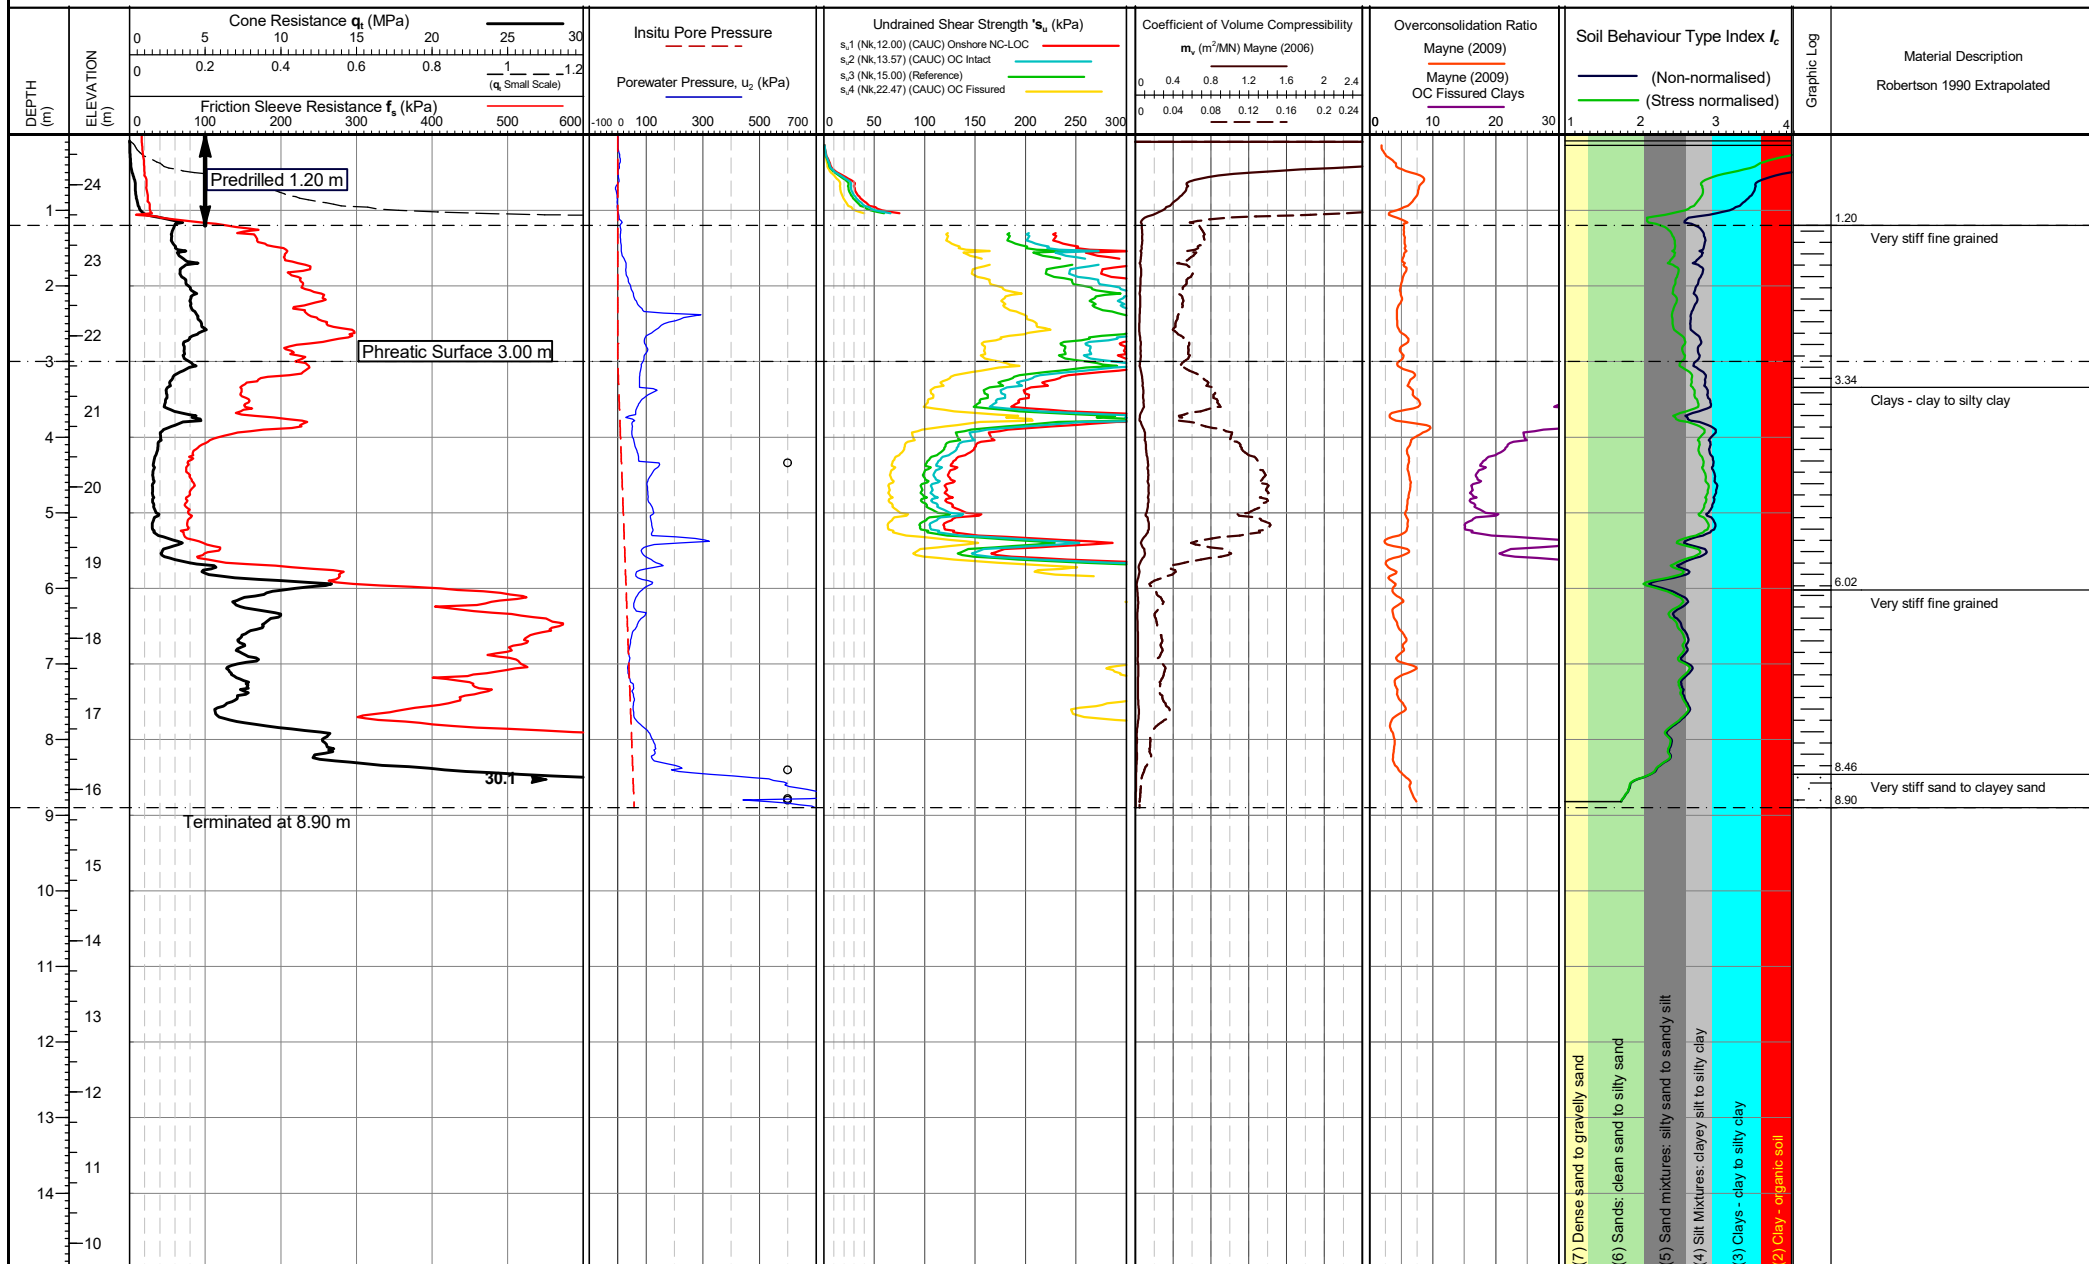 DEPTH
(m)
ELEVATION
(m)
Cone Resistance qt (MPa)
0 5 10 15 20 25 30
0 0.2 0.4 0.6 0.8 1 1.2
(qt Small Scale)
Friction Sleeve Resistance fs (kPa)
0 100 200 300 400 500 600
Insitu Pore Pressure
Porewater Pressure, u2 (kPa)
-100 0 100 300 500 700
Undrained Shear Strength 'su (kPa)
su1 (Nk,12.00) (CAUC) Onshore NC-LOC
su2 (Nk,13.57) (CAUC) OC Intact
su3 (Nk,15.00) (Reference)
su4 (Nk,22.47) (CAUC) OC Fissured
0 50 100 200 250 300
Coefficient of Volume Compressibility
mv (m2/MN) Mayne (2006)
0 0.4 0.8 1.2 1.6 2 2.4
0 0.04 0.08 0.12 0.16 0.2 0.24
Overconsolidation Ratio
Mayne (2009)
Mayne (2009)
OC Fissured Clays
0 10 20 30
Soil Behaviour Type Index Ic
(Non-normalised)
(Stress normalised)
1 2 3 4
Graphic Log
Material Description
Robertson 1990 Extrapolated
Predrilled 1.20 m
24
1
1.20
Very stiff fine grained
23
2
22
Phreatic Surface 3.00 m
3
3.34
Clays - clay to silty clay
21
4
20
5
19
6
6.02
Very stiff fine grained
18
7
17
8
8.46
30.1
16
Very stiff sand to clayey sand
8.90
9
Terminated at 8.90 m
15
10
14
11
13
12
12
13
11
14
10
(7) Dense sand to gravelly sand
(6) Sands: clean sand to silty sand
(5) Sand mixtures: silty sand to sandy silt
(4) Silt Mixtures: clayey silt to silty clay
(3) Clays - clay to silty clay
(2) Clay - organic soil